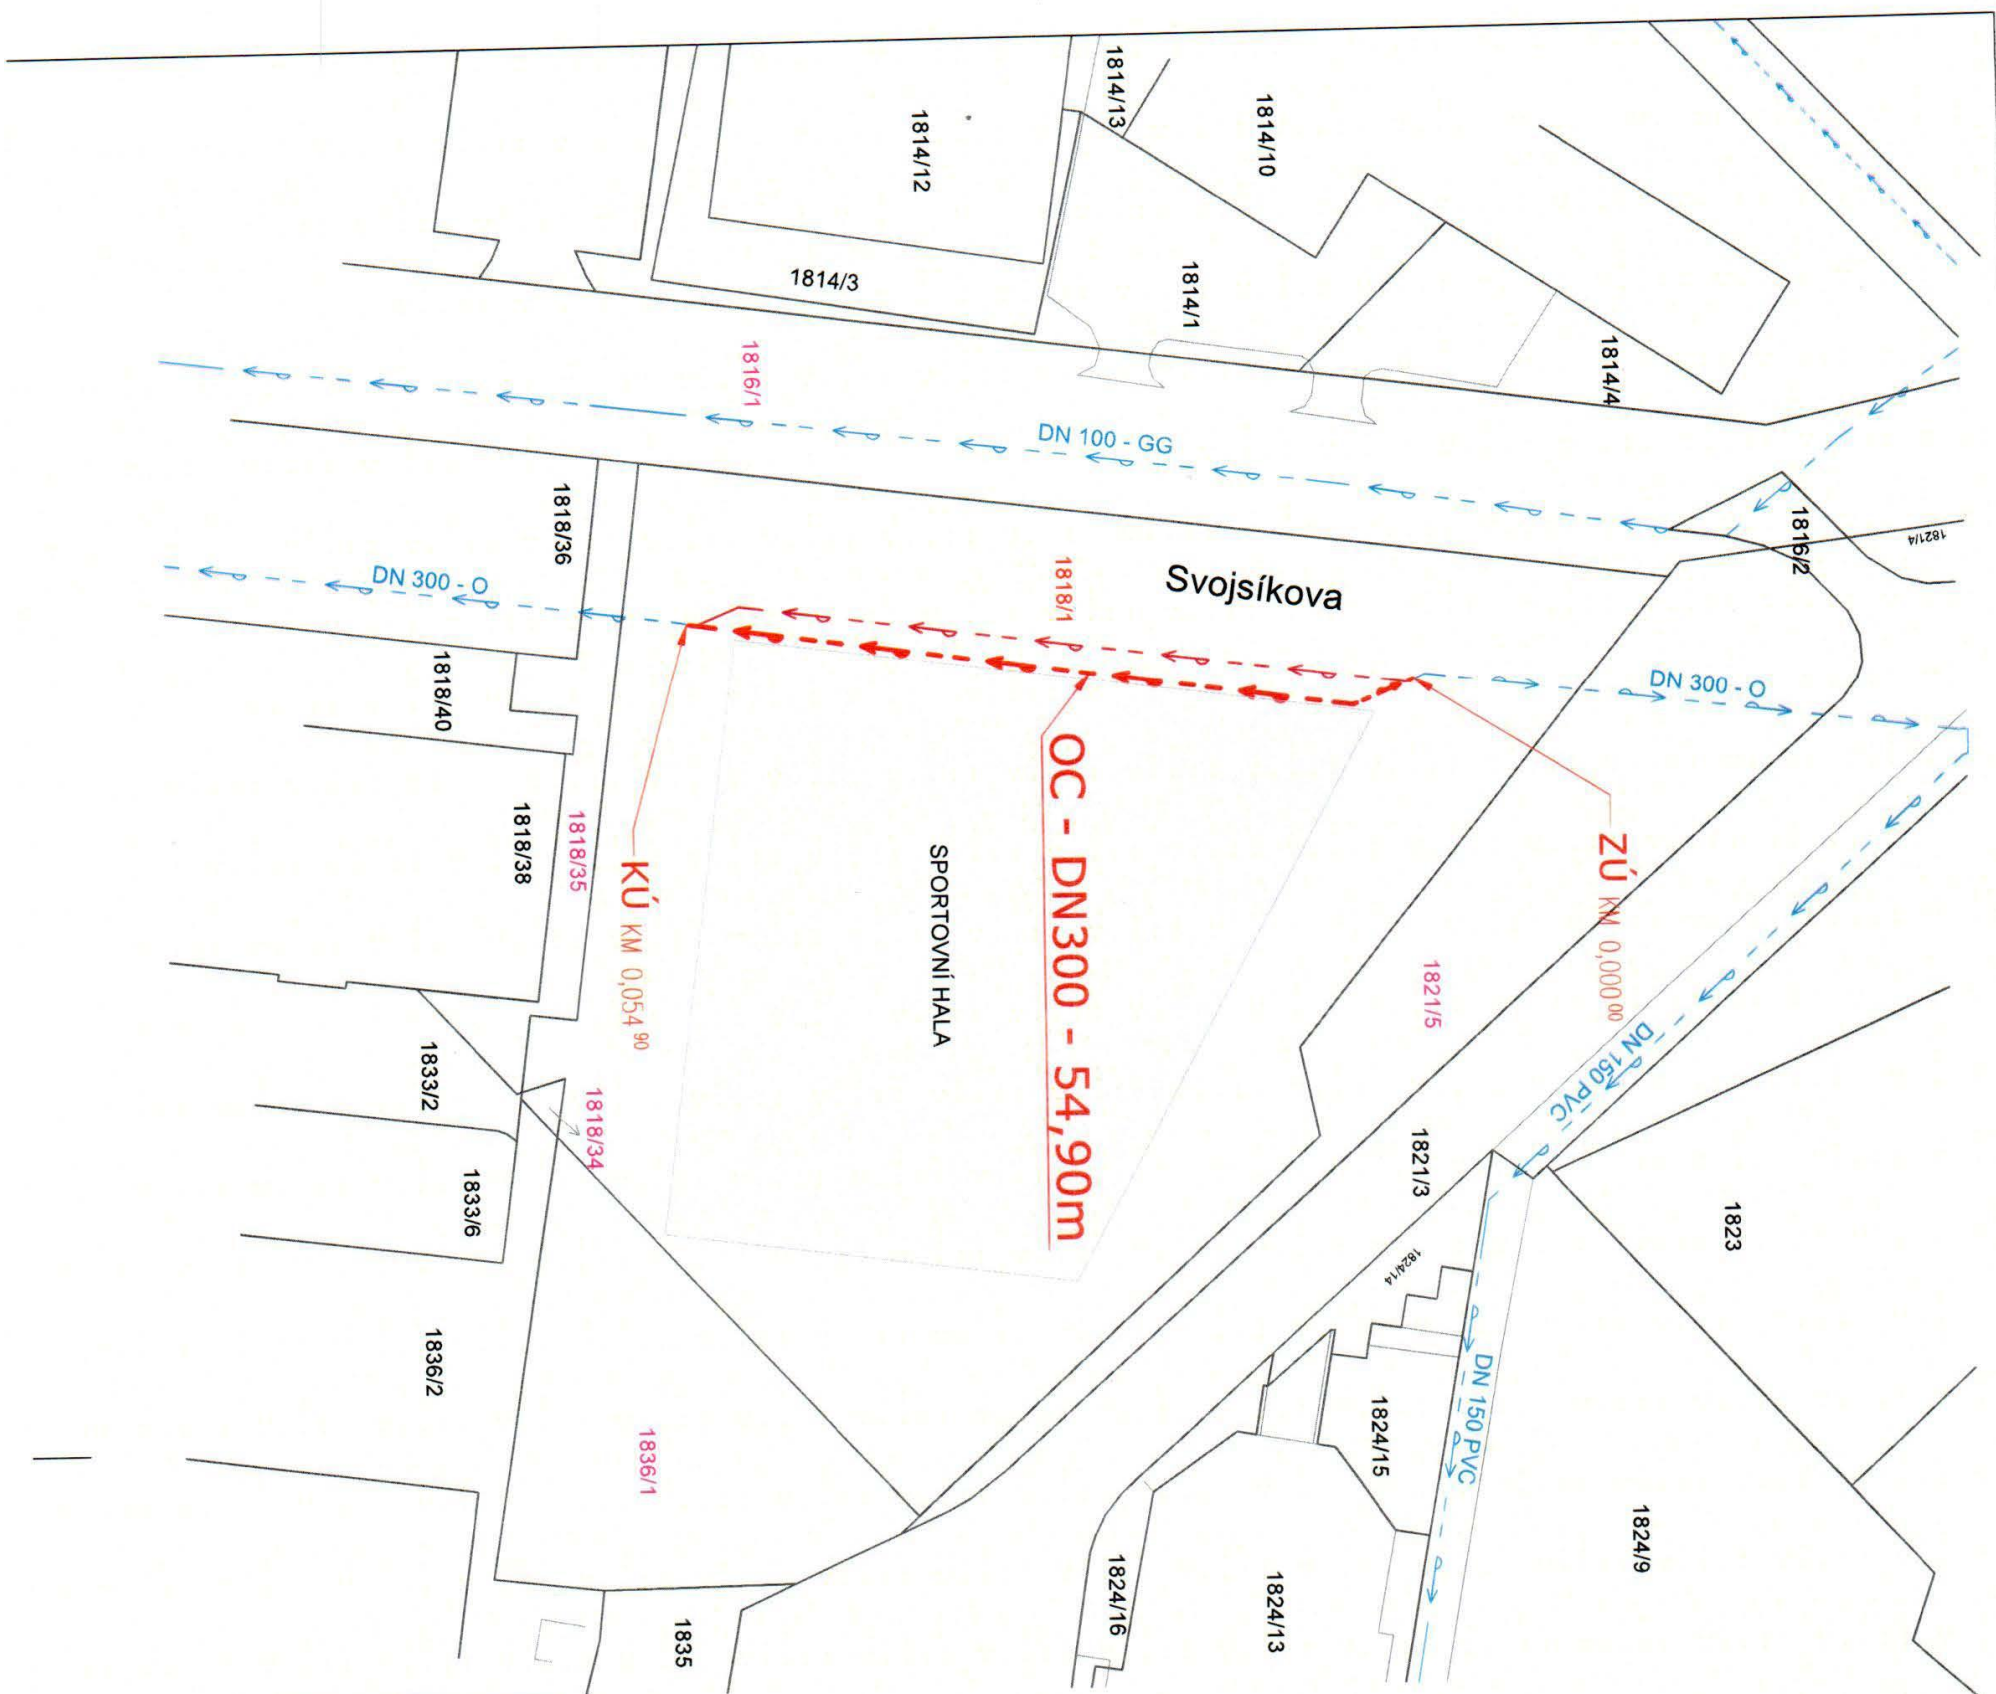 1814/13
1814/10
1814/12
1814/3
1814/1
1814/4
1816/1
DN 100 - GG
1816/2
1821/4
1818/36
DN 300 - O
1818/1
Svojsíkova
DN 300 - O
1818/40
OC - DN300 - 54,90m
ZÚ KM 0,000 00
1818/38
1818/35
KÚ KM 0,054 90
SPORTOVNÍ HALA
1821/5
DN 150 PVC
1833/2
1818/34
1821/3
1833/6
1823
1824/14
1836/2
DN 150 PVC
1824/15
1836/1
1824/9
1824/16
1824/13
1835